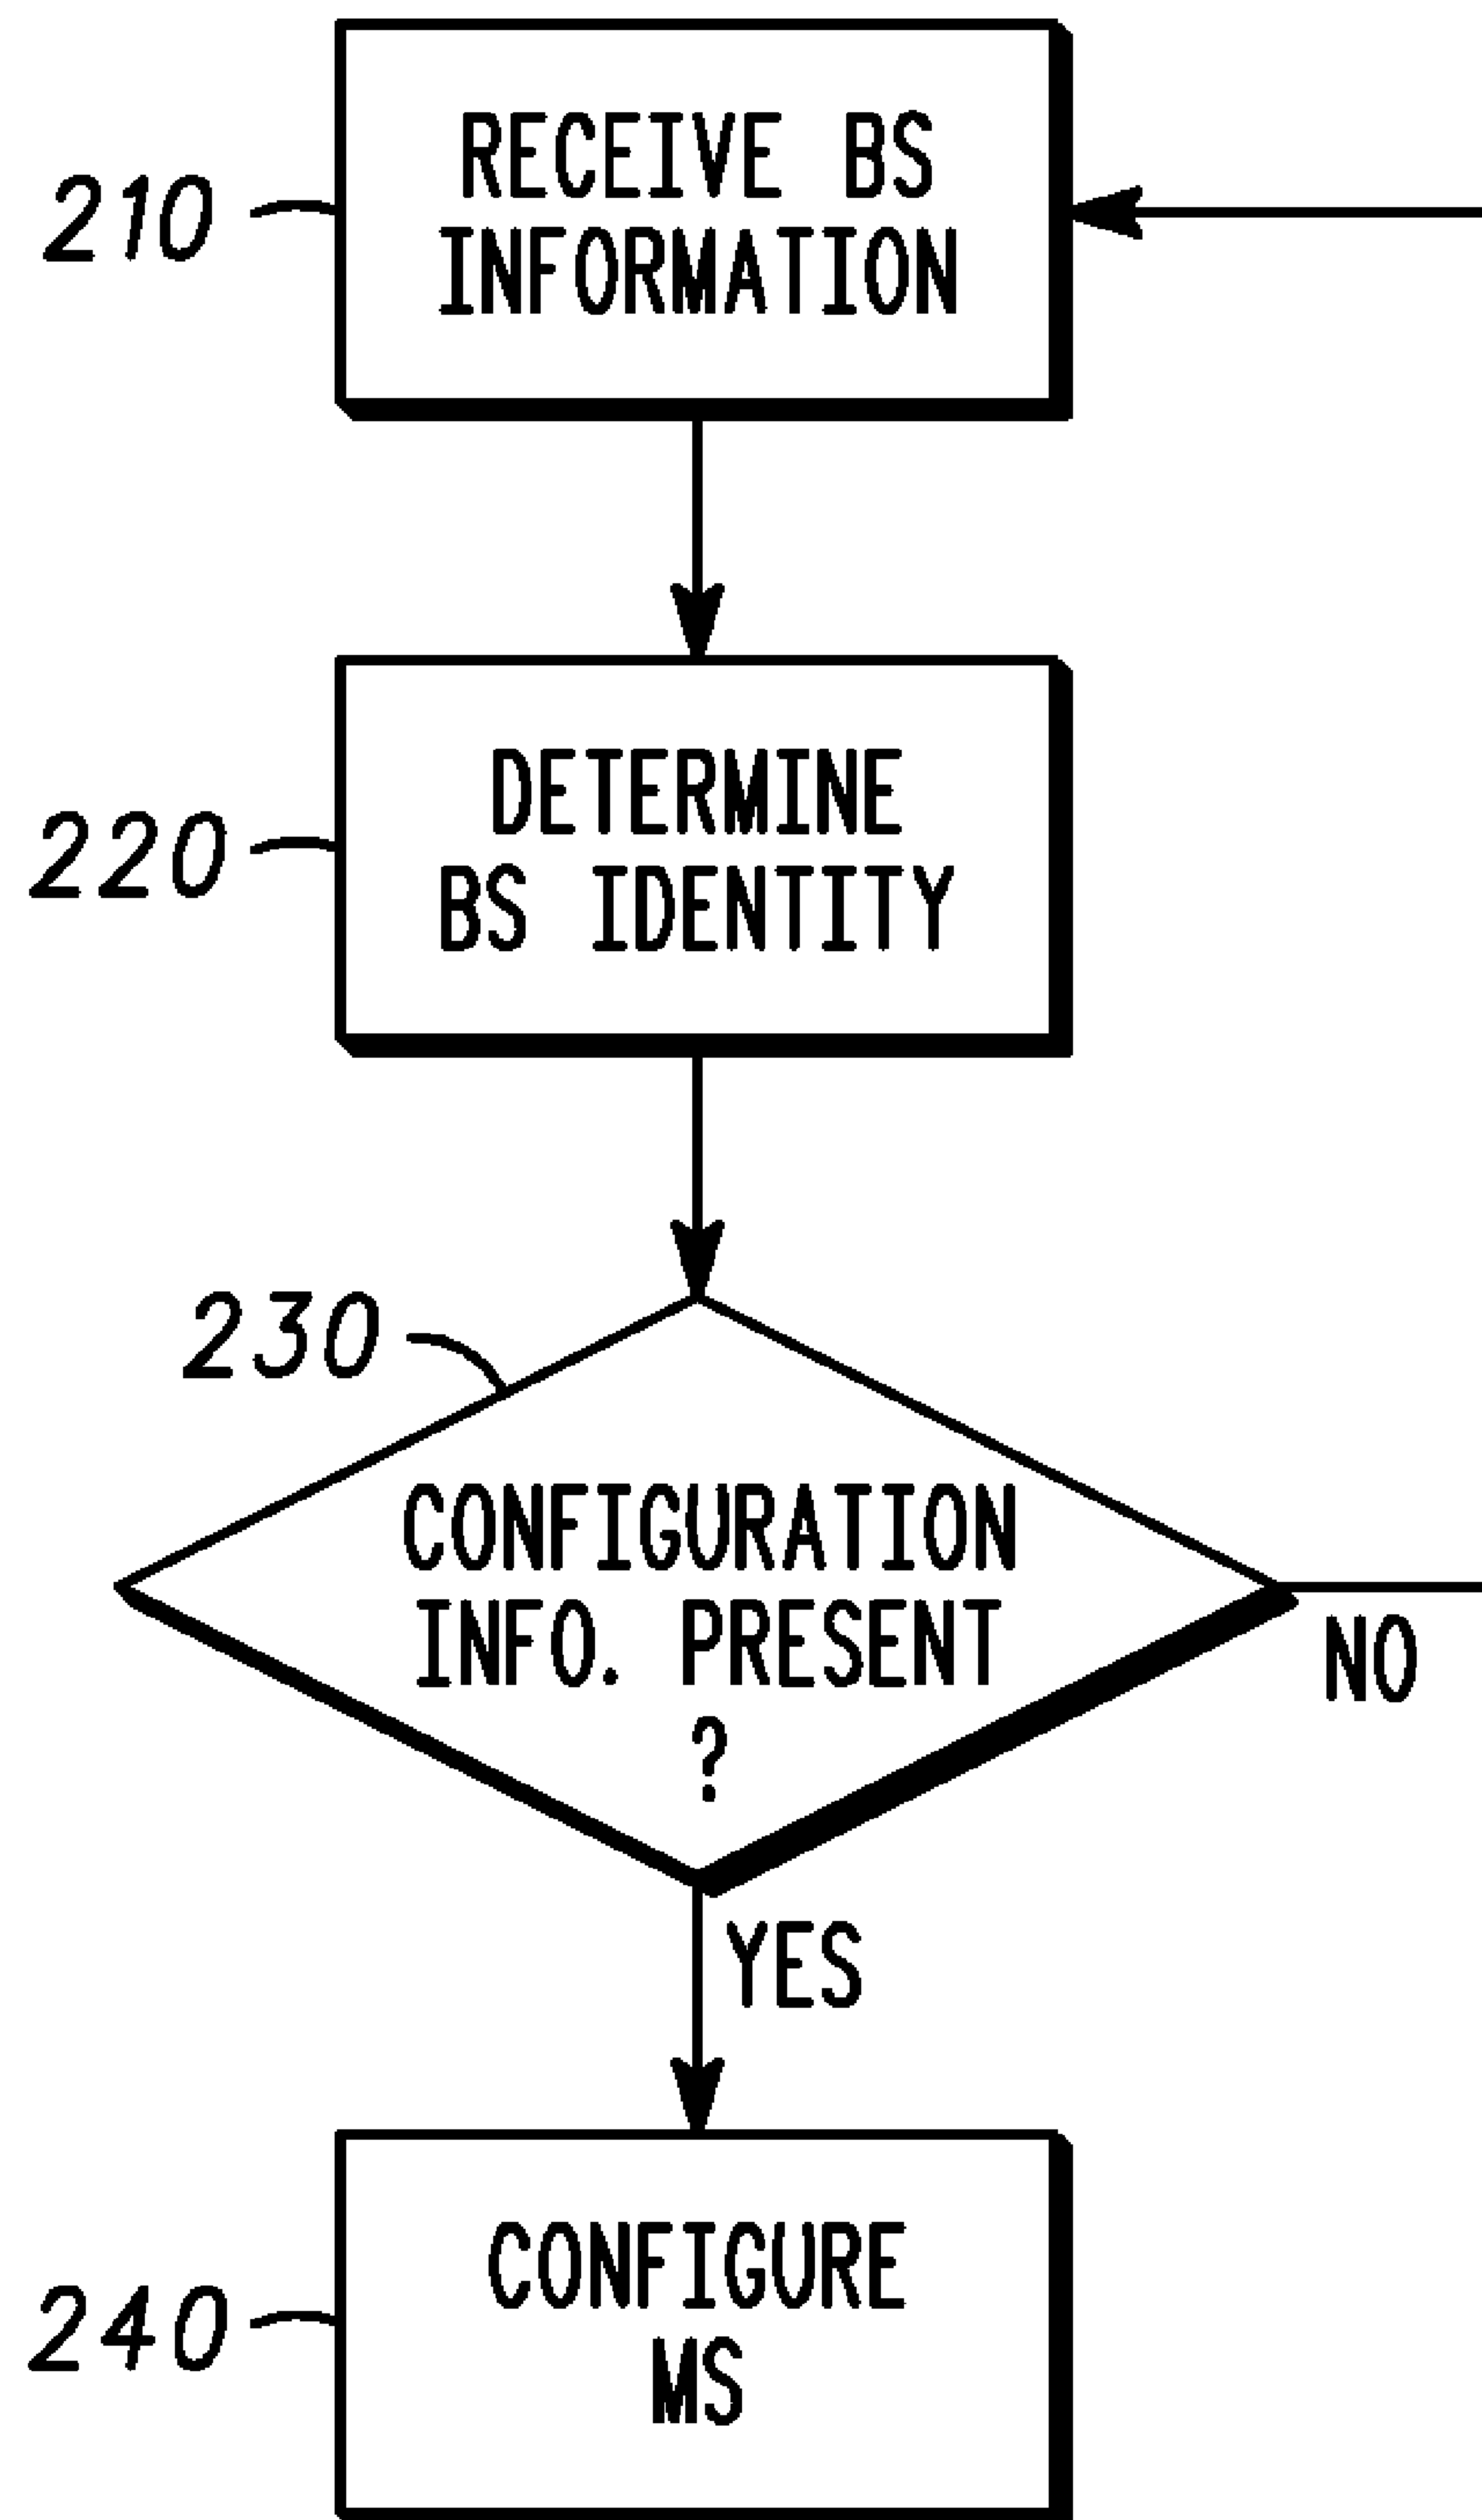 210
RECEIVE BS
INFORMATION
220
DETERMINE
BS IDENTITY
230
CONFIGURATION
INFO. PRESENT
?
NO
YES
240
CONFIGURE
MS